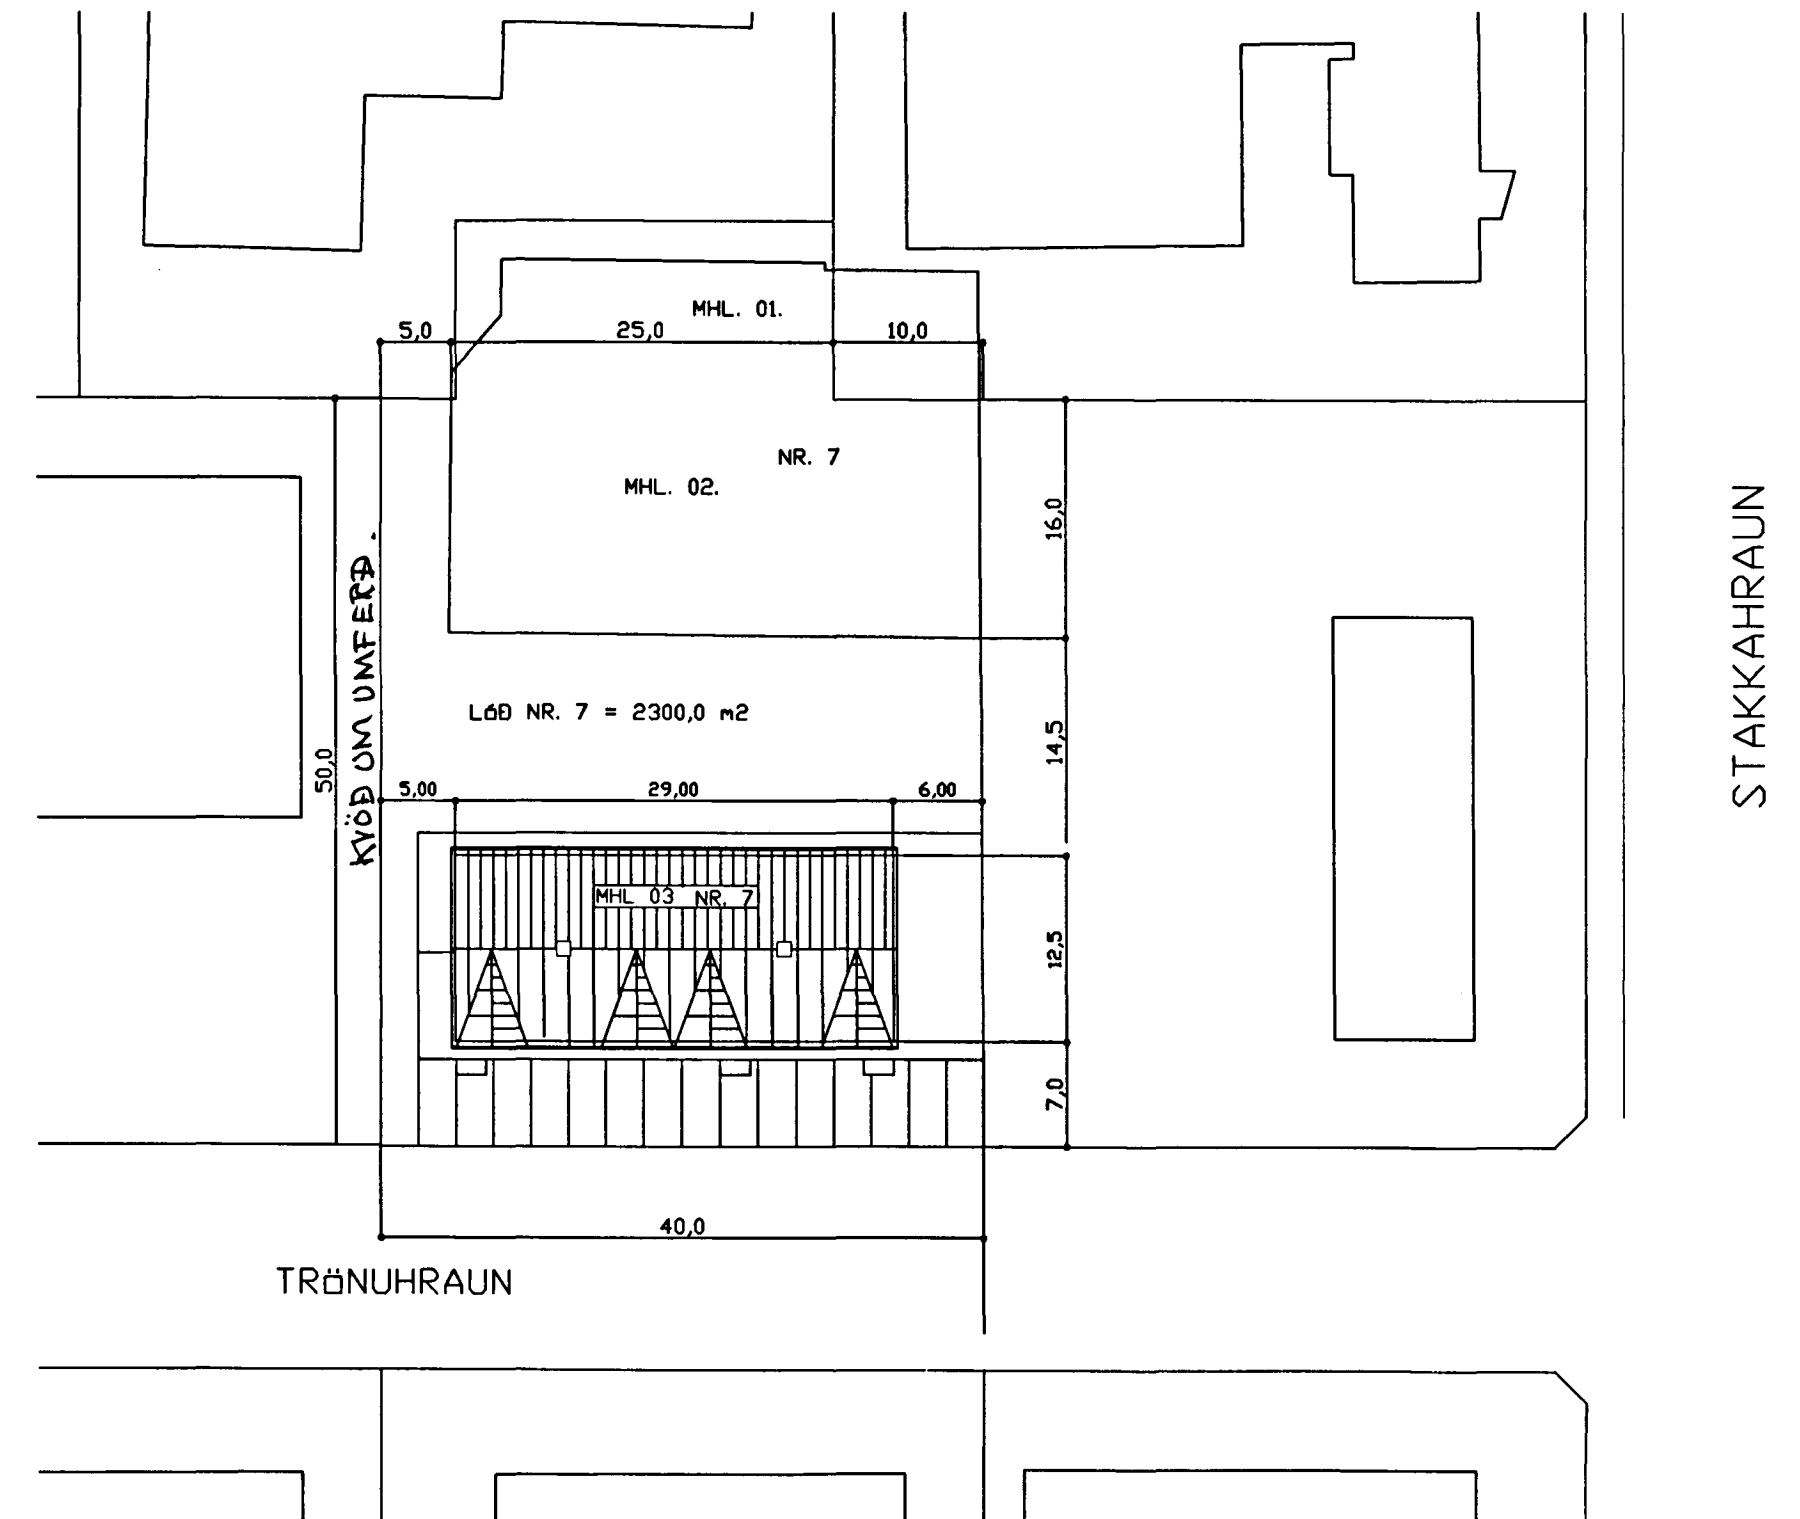 MHL. 01.
5,0
25,0
10,0
NR. 7
MHL. 02.
16,0
STAKKAHRAUN
KVÖÐ UM UMFERÐ.
LóÐ NR. 7 = 2300,0 m2
14,5
50,0
5,00
29,00
6,00
MHL 03 NR. 7
12,5
7,0
40,0
TRöNUHRAUN